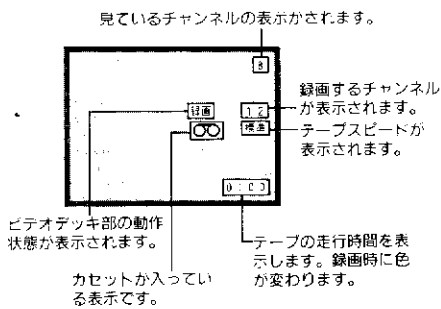 見ているチャンネルの表示がされます。
8
録画するチャンネル
が表示されます。
録画
12
標準
テープスピードが
表示されます。
0:00
ビデオデッキ部の動作
状態が表示されます。
テープの走行時間を表
示します。録画時に色
が変わります。
カセットが入ってい
る表示です。